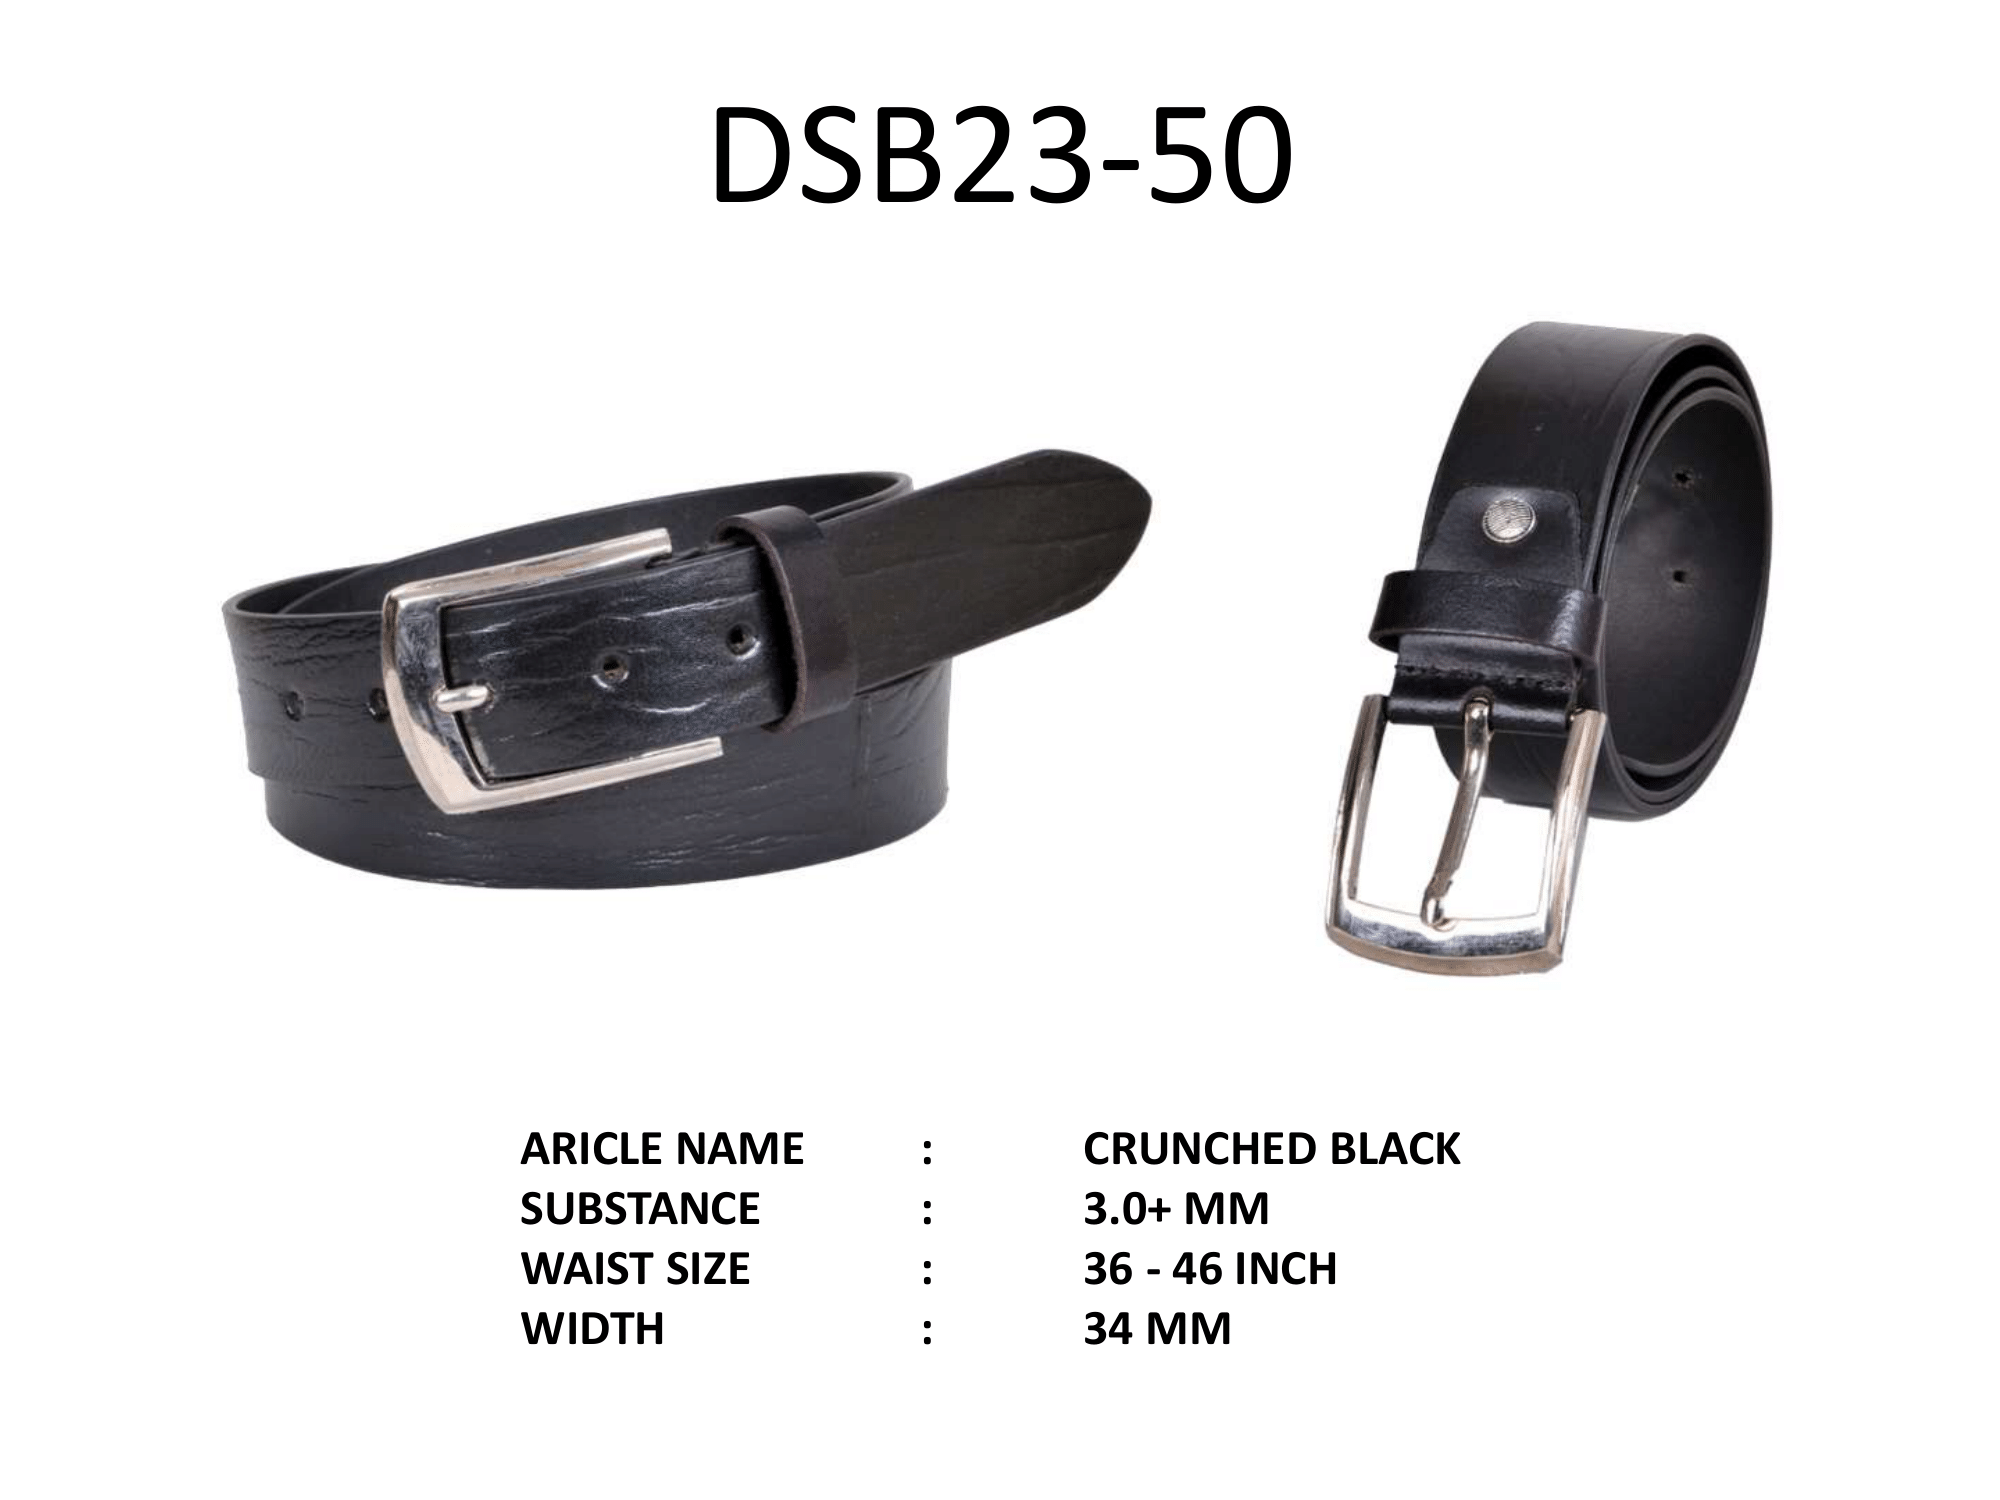 DSB23-50
ARICLE NAME : CRUNCHED BLACK
SUBSTANCE : 3.0+ MM
WAIST SIZE : 36 - 46 INCH
WIDTH : 34 MM